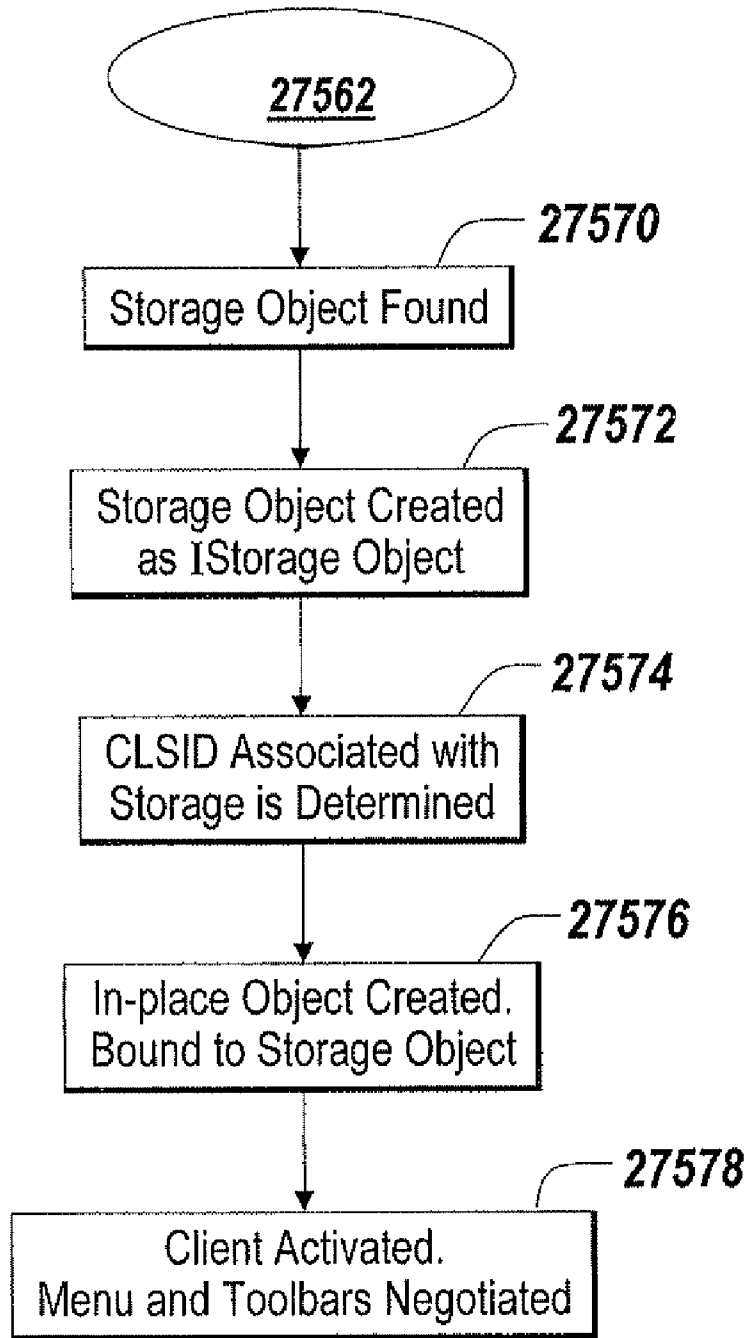 27562
27570
Storage Object Found
27572
Storage Object Created
as IStorage Object
27574
CLSID Associated with
Storage is Determined
27576
In-place Object Created.
Bound to Storage Object
27578
Client Activated.
Menu and Toolbars Negotiated